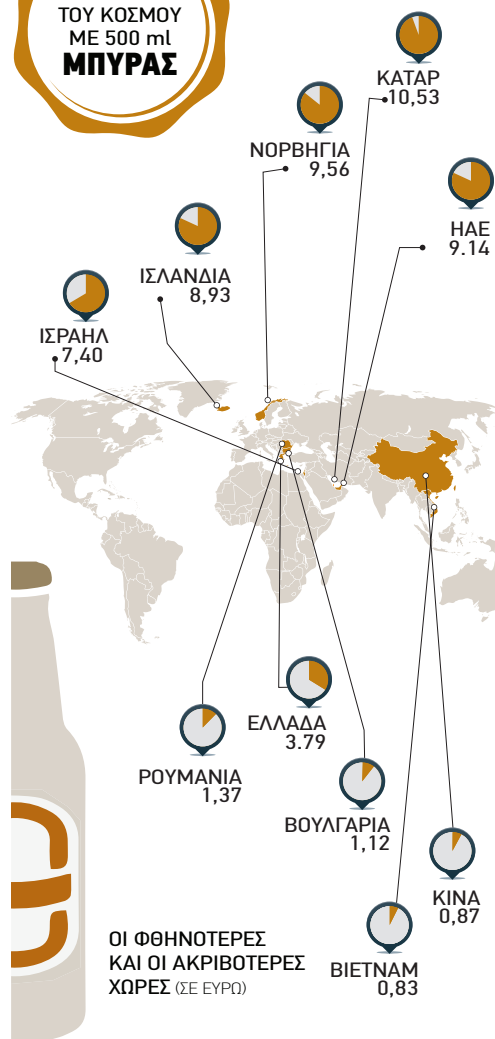 ΤΟΥ ΚΟΣΜΟΥ
ΜΕ 500 ml
ΜΠΥΡΑΣ
ΚΑΤΑΡ
10,53
ΝΟΡΒΗΓΙΑ
9,56
ΗΑΕ
9.14
ΙΣΛΑΝΔΙΑ
8,93
ΙΣΡΑΗΛ
7,40
ΕΛΛΑΔΑ
3.79
ΡΟΥΜΑΝΙΑ
1,37
ΒΟΥΛΓΑΡΙΑ
1,12
ΚΙΝΑ
0,87
ΒΙΕΤΝΑΜ
0,83
ΟΙ ΦΘΗΝΟΤΕΡΕΣ
ΚΑΙ ΟΙ ΑΚΡΙΒΟΤΕΡΕΣ
ΧΩΡΕΣ (ΣΕ ΕΥΡΩ)